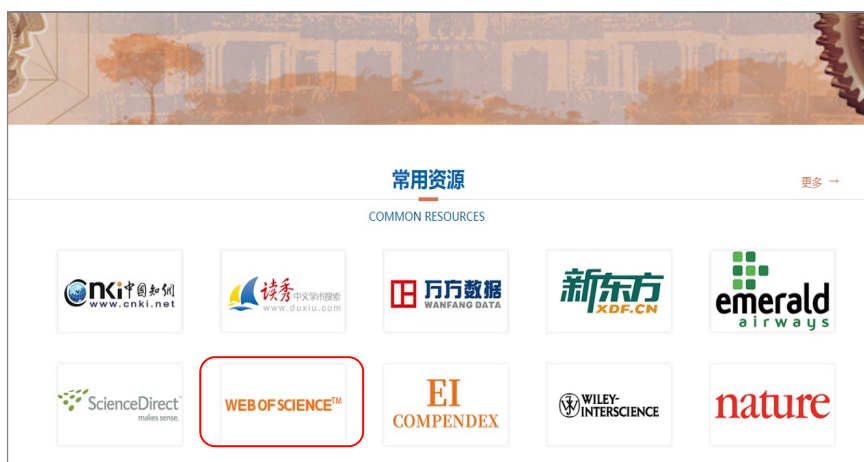 常用资源
更多 →
COMMON RESOURCES
Cnki中国知网
www.cnki.net
读秀中文学术搜索
www.duxiu.com
万方数据
WANFANG DATA
新东方
XDF.CN
emerald
airways
ScienceDirect
makes sense.
WEB OF SCIENCE™
EI
COMPENDEX
WILEY-
INTERSCIENCE
nature